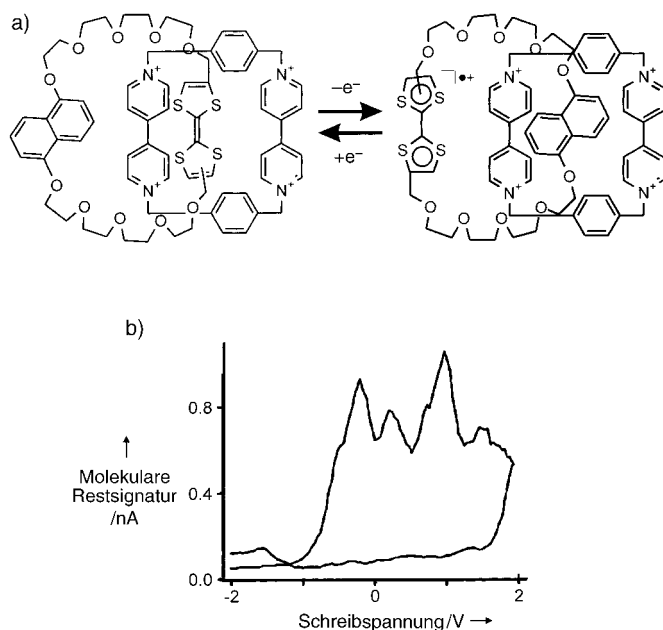 a)
O O O O
O O
N⁺ N⁺
S S
–e⁻
+e⁻
S S
O O
N⁺ N⁺
O O
O O O O
O O O O
O
•+
S S
N⁺ N⁺
O
S S
O
N⁺ N⁺
O O O O
b)
0.8
Molekulare
Restsignatur
/nA
0.4
0.0
-2 0 2
Schreibspannung/V